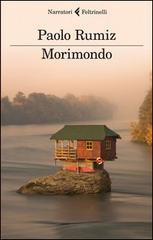 Narratori Feltrinelli
Paolo Rumiz
Morimondo